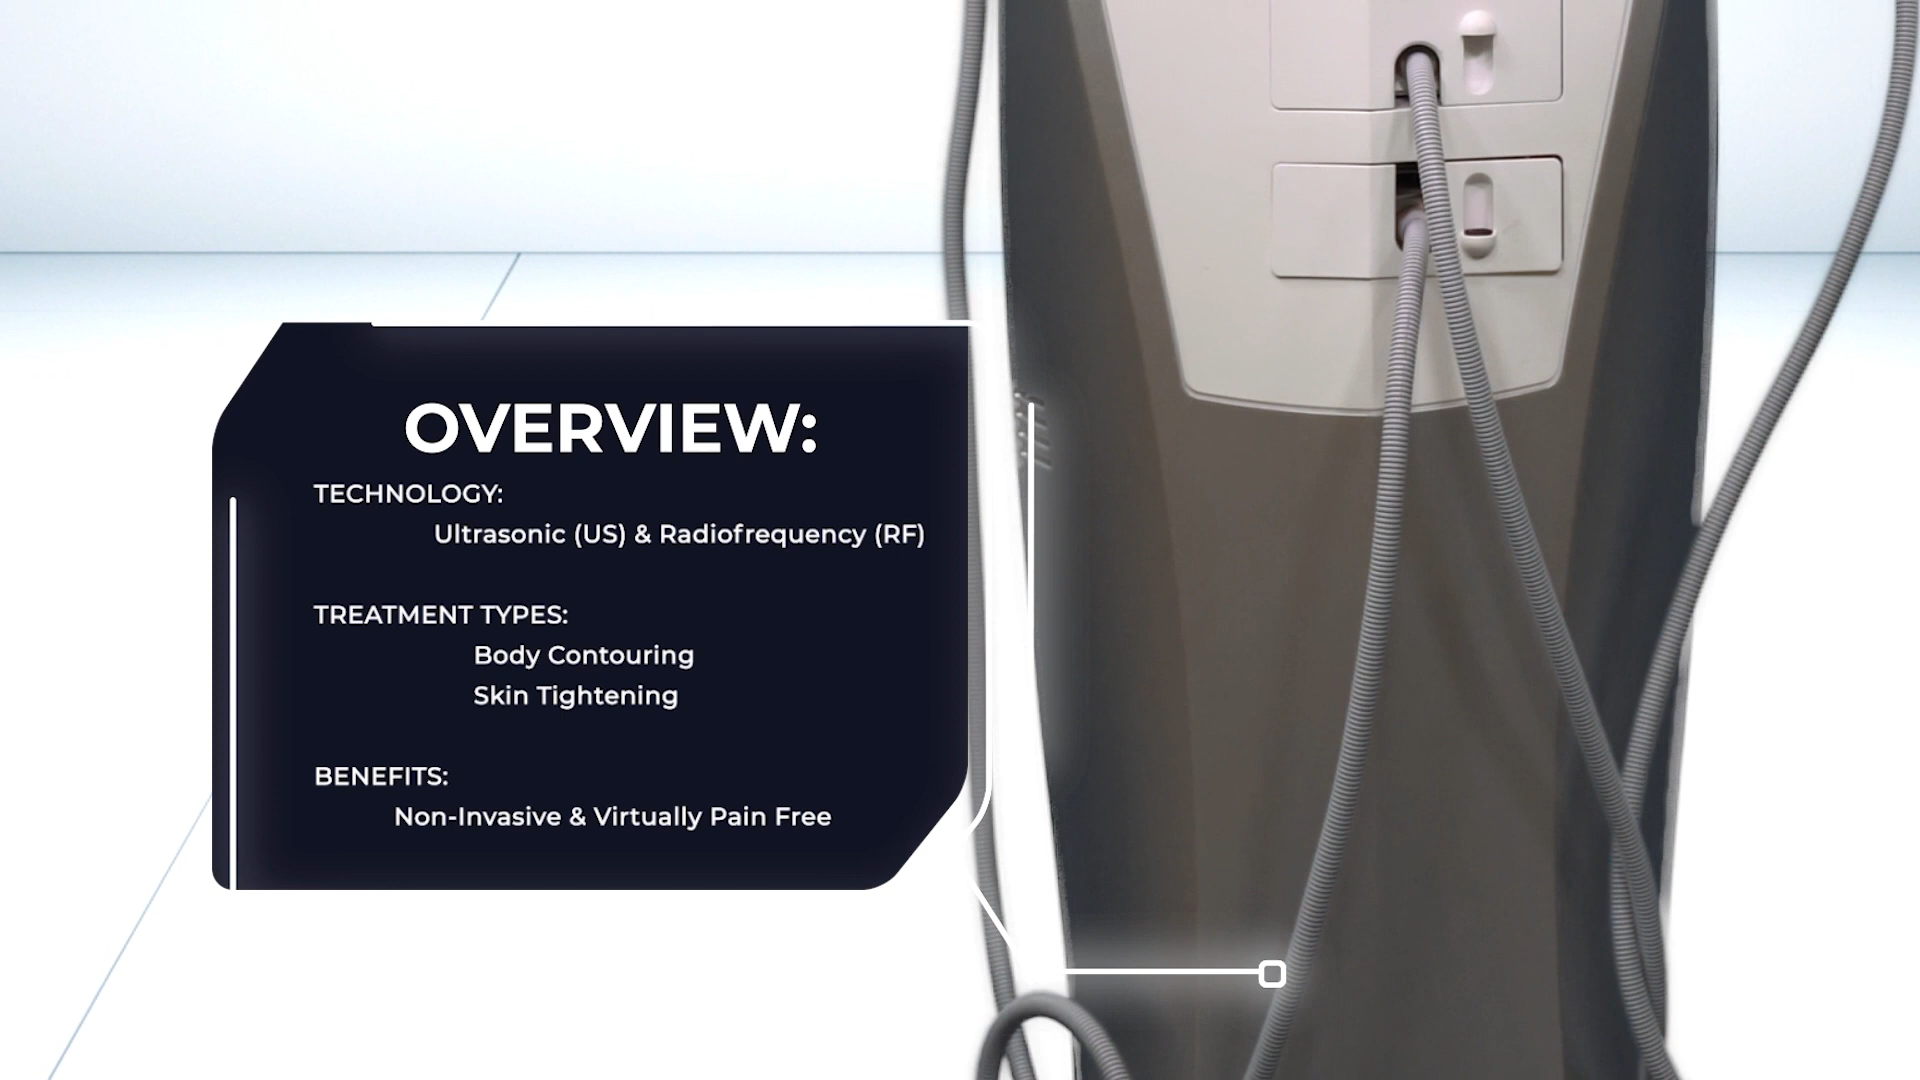 OVERVIEW:
TECHNOLOGY:
Ultrasonic (US) & Radiofrequency (RF)
TREATMENT TYPES:
Body Contouring
Skin Tightening
BENEFITS:
Non-Invasive & Virtually Pain Free